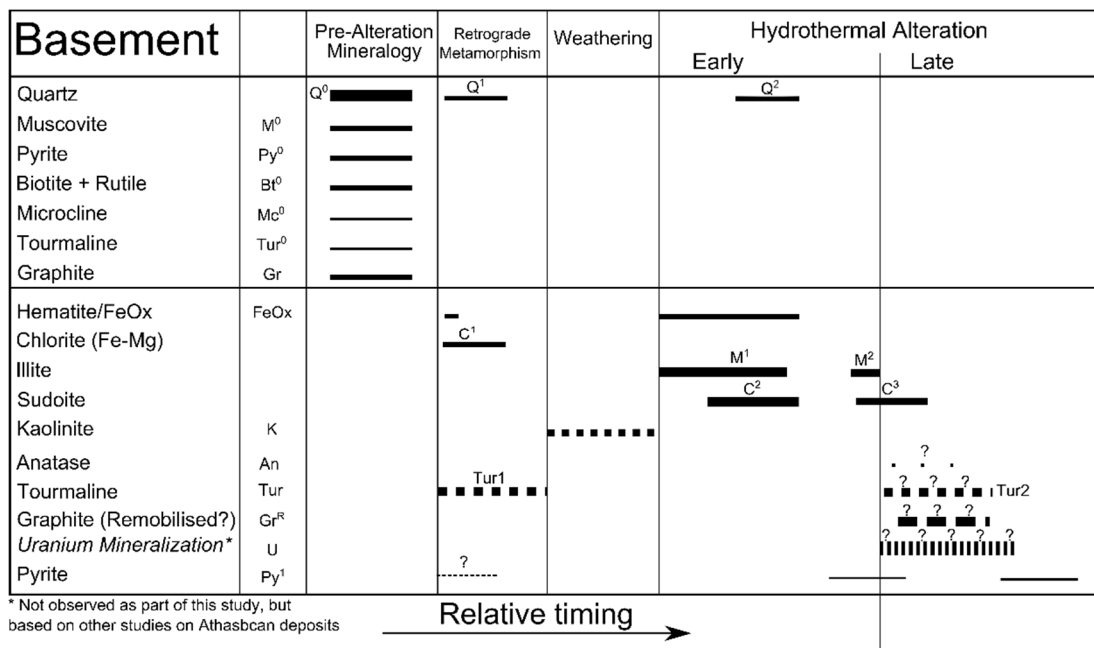 Basement
Pre-Alteration Mineralogy
Retrograde Metamorphism
Weathering
Hydrothermal Alteration
Early
Late
Quartz Q⁰ Q¹ Q²
Muscovite M⁰
Pyrite Py⁰
Biotite + Rutile Bt⁰
Microcline Mc⁰
Tourmaline Tur⁰
Graphite Gr
Hematite/FeOx FeOx
Chlorite (Fe-Mg) C¹
Illite M¹ M²
Sudoite C² C³
Kaolinite K
Anatase An ?
Tourmaline Tur Tur1 ? ? ? Tur2
Graphite (Remobilised?) Grᴿ ? ? ?
Uranium Mineralization* U ? ? ? ? ?
Pyrite Py¹ ?
* Not observed as part of this study, but
based on other studies on Athasbcan deposits
Relative timing